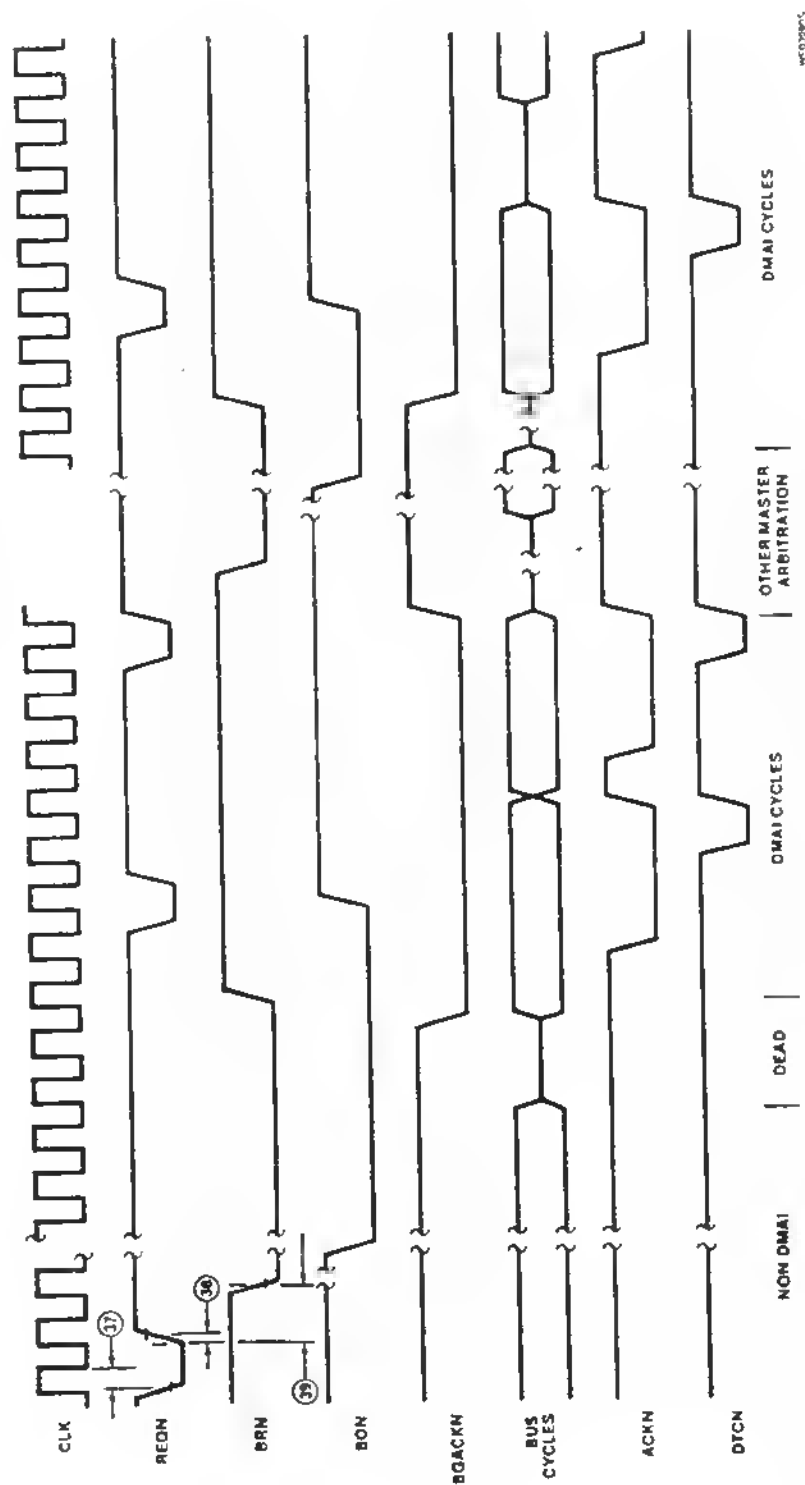 CLK
REQN
BRN
BGN
BGACKN
BUS
CYCLES
ACKN
DTCN
37
38
39
NON DMAI
DEAD
DMAI CYCLES
OTHER MASTER
ARBITRATION
DMAI CYCLES